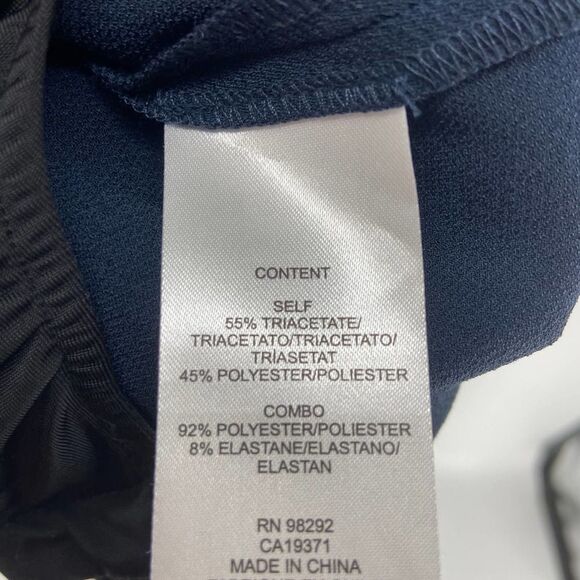 CONTENT
SELF
55% TRIACETATE/
TRIACETATO/TRIACETATO/
TRİASETAT
45% POLYESTER/POLIESTER
COMBO
92% POLYESTER/POLIESTER
8% ELASTANE/ELASTANO/
ELASTAN
RN 98292
CA19371
MADE IN CHINA